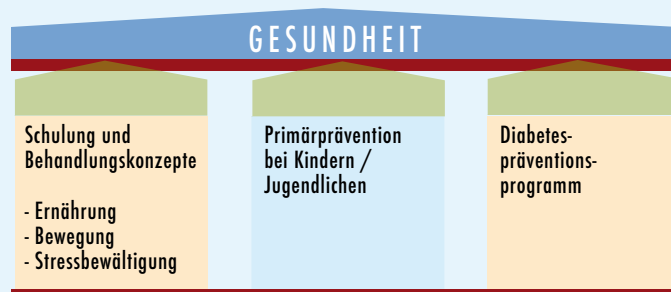 GESUNDHEIT
Schulung und
Behandlungskonzepte
- Ernährung
- Bewegung
- Stressbewältigung
Primärprävention
bei Kindern /
Jugendlichen
Diabetes-
präventions-
programm